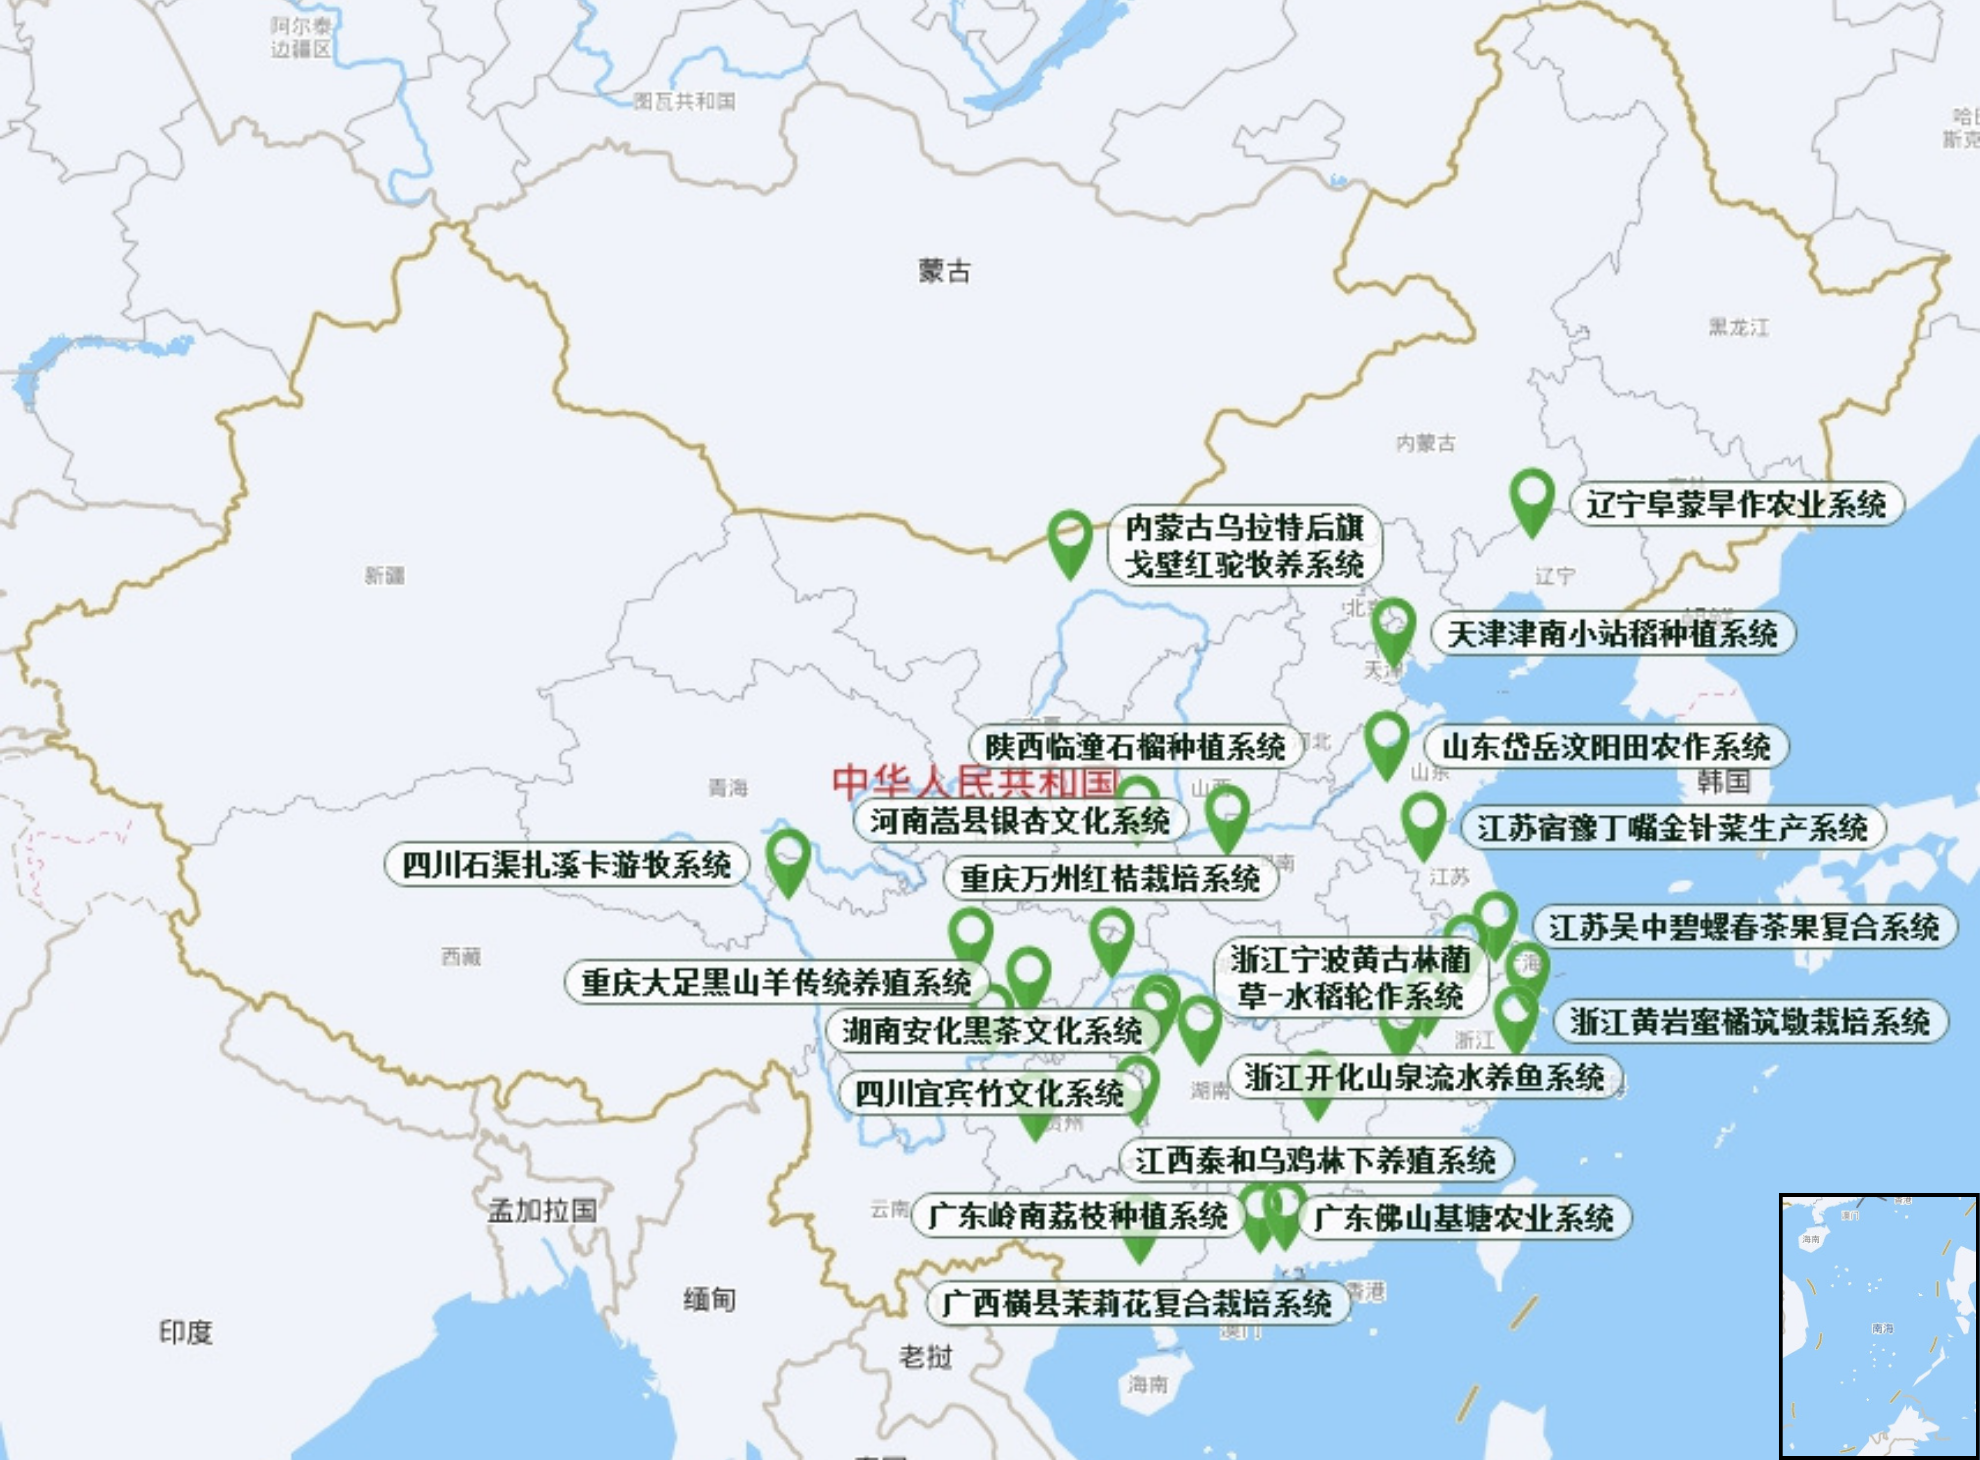 阿尔泰
边疆区
图瓦共和国
蒙古
黑龙江
内蒙古
辽宁阜蒙旱作农业系统
内蒙古乌拉特后旗
戈壁红驼牧养系统
新疆
辽宁
天津津南小站稻种植系统
天津
陕西临潼石榴种植系统
河北
山东岱岳汶阳田农作系统
山东
韩国
中华人民共和国
青海
河南嵩县银杏文化系统
江苏宿豫丁嘴金针菜生产系统
四川石渠扎溪卡游牧系统
重庆万州红桔栽培系统
江苏
江苏吴中碧螺春茶果复合系统
西藏
重庆大足黑山羊传统养殖系统
浙江宁波黄古林蔺
草-水稻轮作系统
湖南安化黑茶文化系统
浙江黄岩蜜橘筑墩栽培系统
浙江
四川宜宾竹文化系统
湖南
浙江开化山泉流水养鱼系统
贵州
江西泰和乌鸡林下养殖系统
孟加拉国
云南
广东岭南荔枝种植系统
广东佛山基塘农业系统
缅甸
广西横县茉莉花复合栽培系统
香港
澳门
印度
老挝
海南
香港
澳门
海南
南海